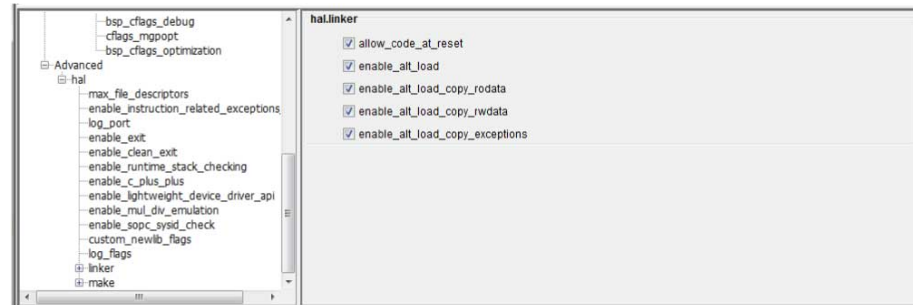 bsp_cflags_debug
cflags_mgpopt
bsp_cflags_optimization
Advanced
hal
max_file_descriptors
enable_instruction_related_exceptions_
log_port
enable_exit
enable_clean_exit
enable_runtime_stack_checking
enable_c_plus_plus
enable_lightweight_device_driver_api
enable_mul_div_emulation
enable_sopc_sysid_check
custom_newlib_flags
log_flags
linker
make
hal.linker
allow_code_at_reset
enable_alt_load
enable_alt_load_copy_rodata
enable_alt_load_copy_rwdata
enable_alt_load_copy_exceptions